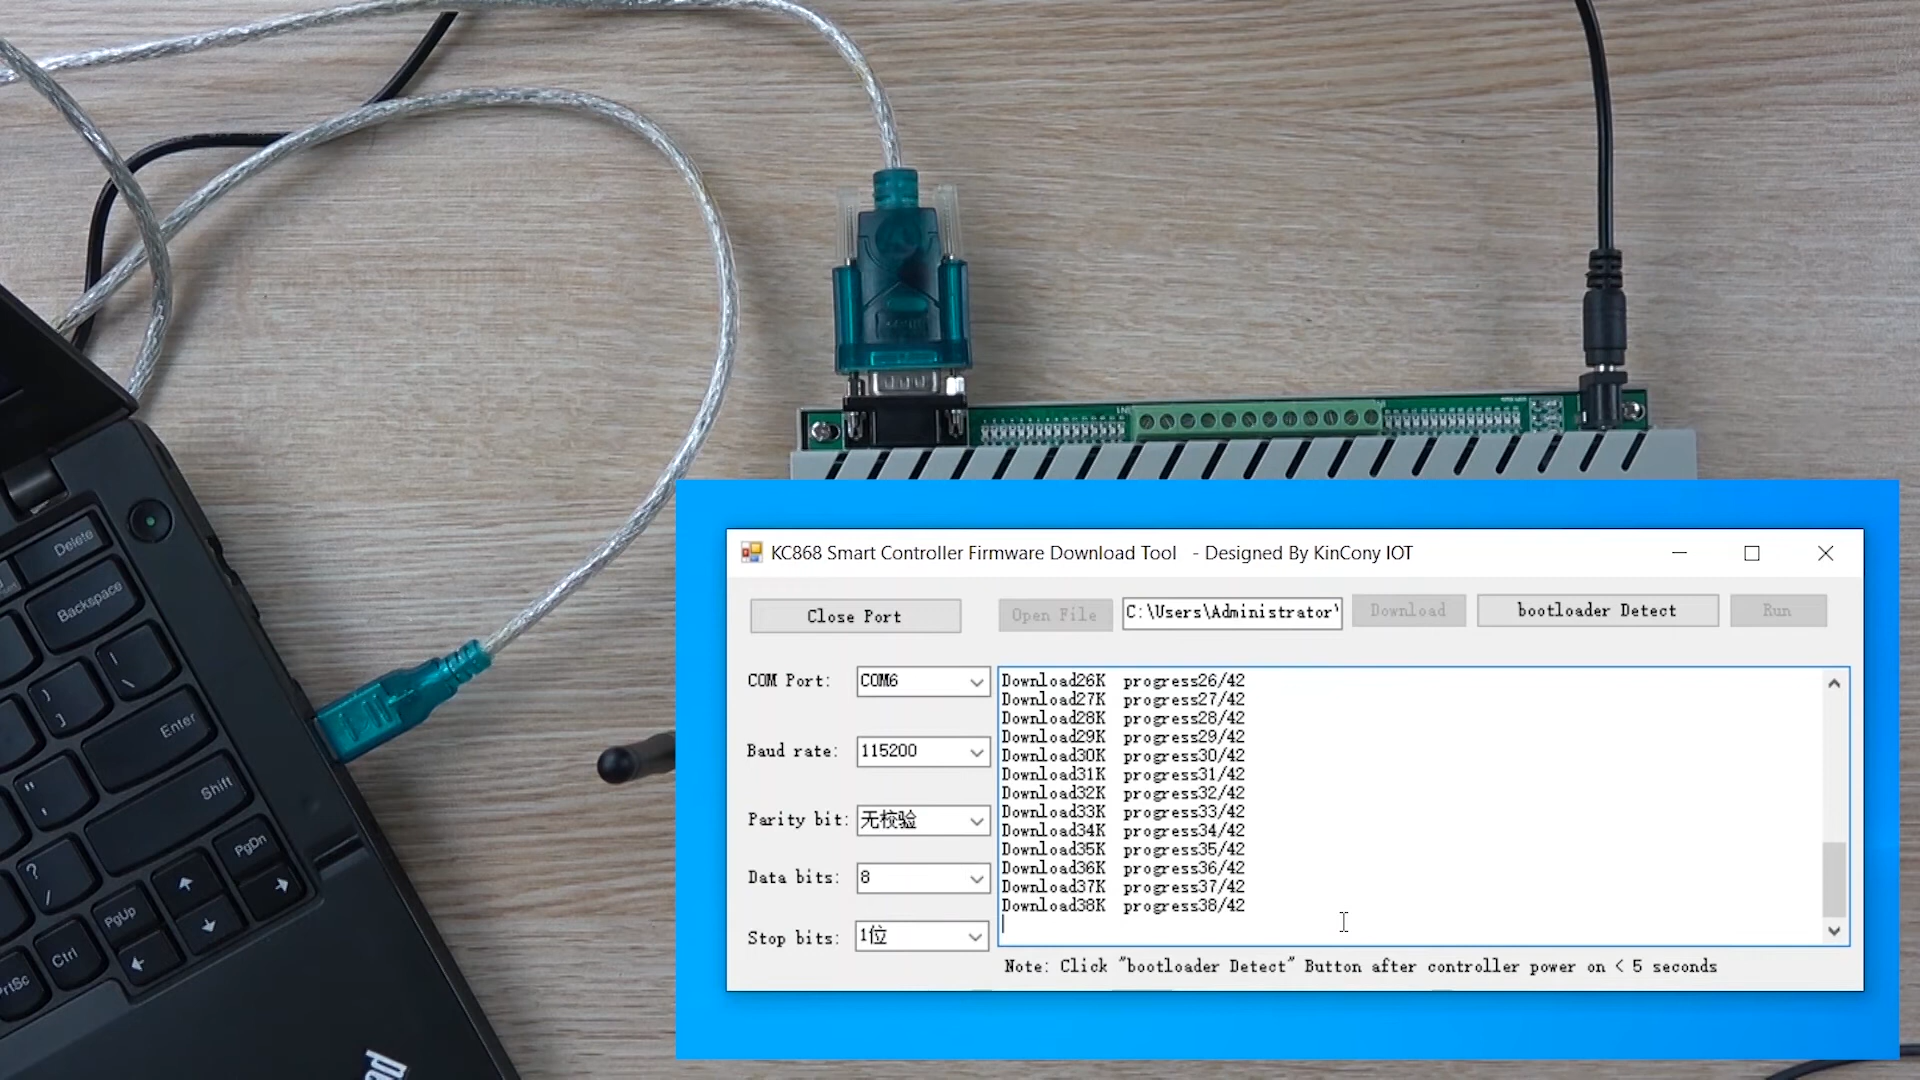 KC868 Smart Controller Firmware Download Tool - Designed By KinCony IOT
Close Port
Open File
C:\Users\Administrator\
Download
bootloader Detect
Run
COM Port: COM6
Baud rate: 115200
Parity bit: 无校验
Data bits: 8
Stop bits: 1位
Download26K progress26/42
Download27K progress27/42
Download28K progress28/42
Download29K progress29/42
Download30K progress30/42
Download31K progress31/42
Download32K progress32/42
Download33K progress33/42
Download34K progress34/42
Download35K progress35/42
Download36K progress36/42
Download37K progress37/42
Download38K progress38/42
Note: Click "bootloader Detect" Button after controller power on < 5 seconds
Delete
Backspace
| \
} ]
Enter
" '
Shift
? /
PgUp
PgDn
Ctrl
PrtSc